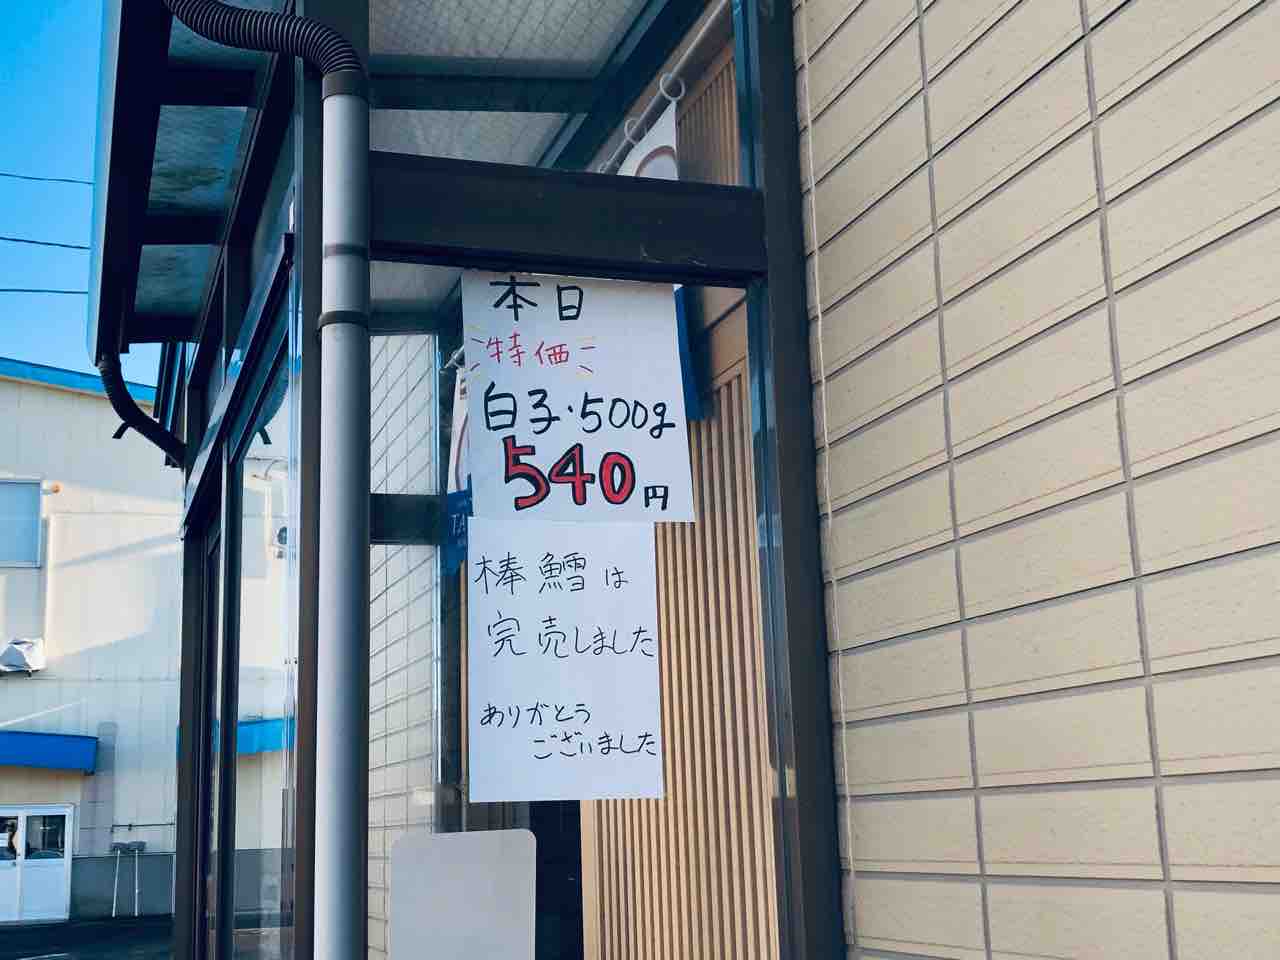 本日
特価
白子・500g
540円
棒鱈は
完売しました
ありがとう
ございました
TA